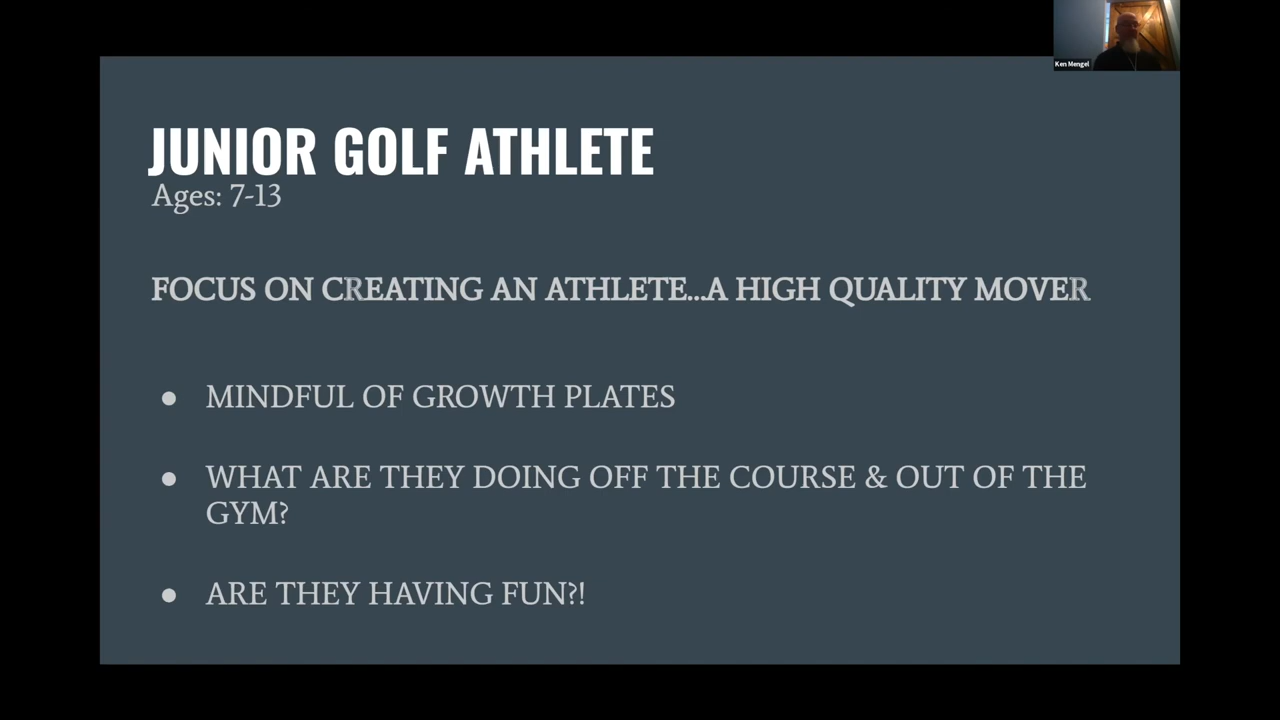 Ken Mengel
JUNIOR GOLF ATHLETE
Ages: 7-13
FOCUS ON CREATING AN ATHLETE...A HIGH QUALITY MOVER
● MINDFUL OF GROWTH PLATES
● WHAT ARE THEY DOING OFF THE COURSE & OUT OF THE
GYM?
● ARE THEY HAVING FUN?!